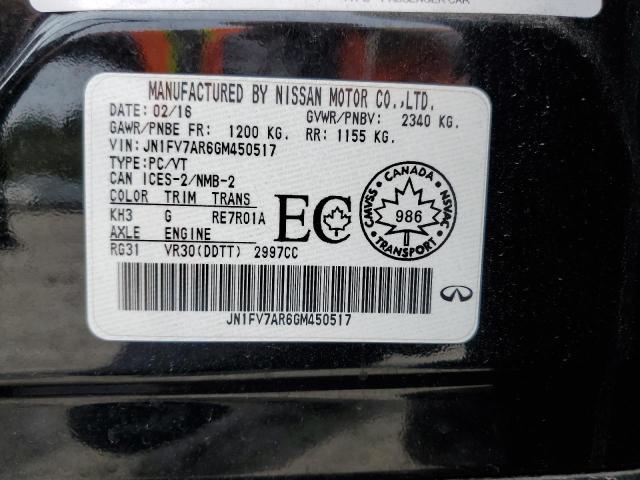 PASSENGER CAR
MANUFACTURED BY NISSAN MOTOR CO.,LTD.
DATE: 02/16 GVWR/PNBV: 2340 KG.
GAWR/PNBE FR: 1200 KG. RR: 1155 KG.
VIN: JN1FV7AR6GM450517
TYPE:PC/VT
CAN ICES-2/NMB-2
COLOR TRIM TRANS
KH3 G RE7R01A
AXLE ENGINE
RG31 VR30(DDTT) 2997CC
EC
CANADA
CMVSS NSVAC
986
TRANSPORT
JN1FV7AR6GM450517